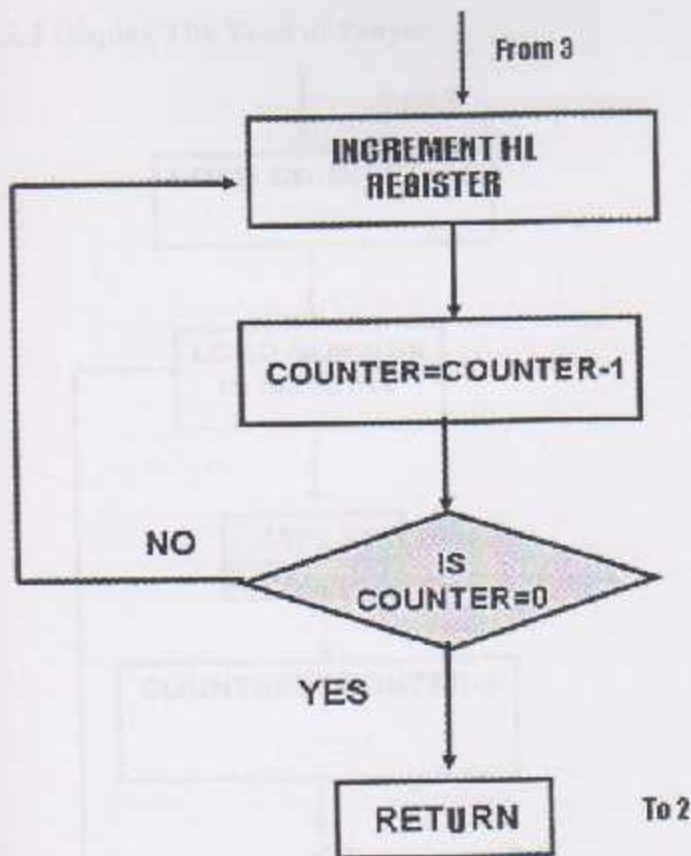 From 3
INCREMENT HL
REGISTER
COUNTER=COUNTER-1
NO
IS
COUNTER=0
YES
RETURN
To 2